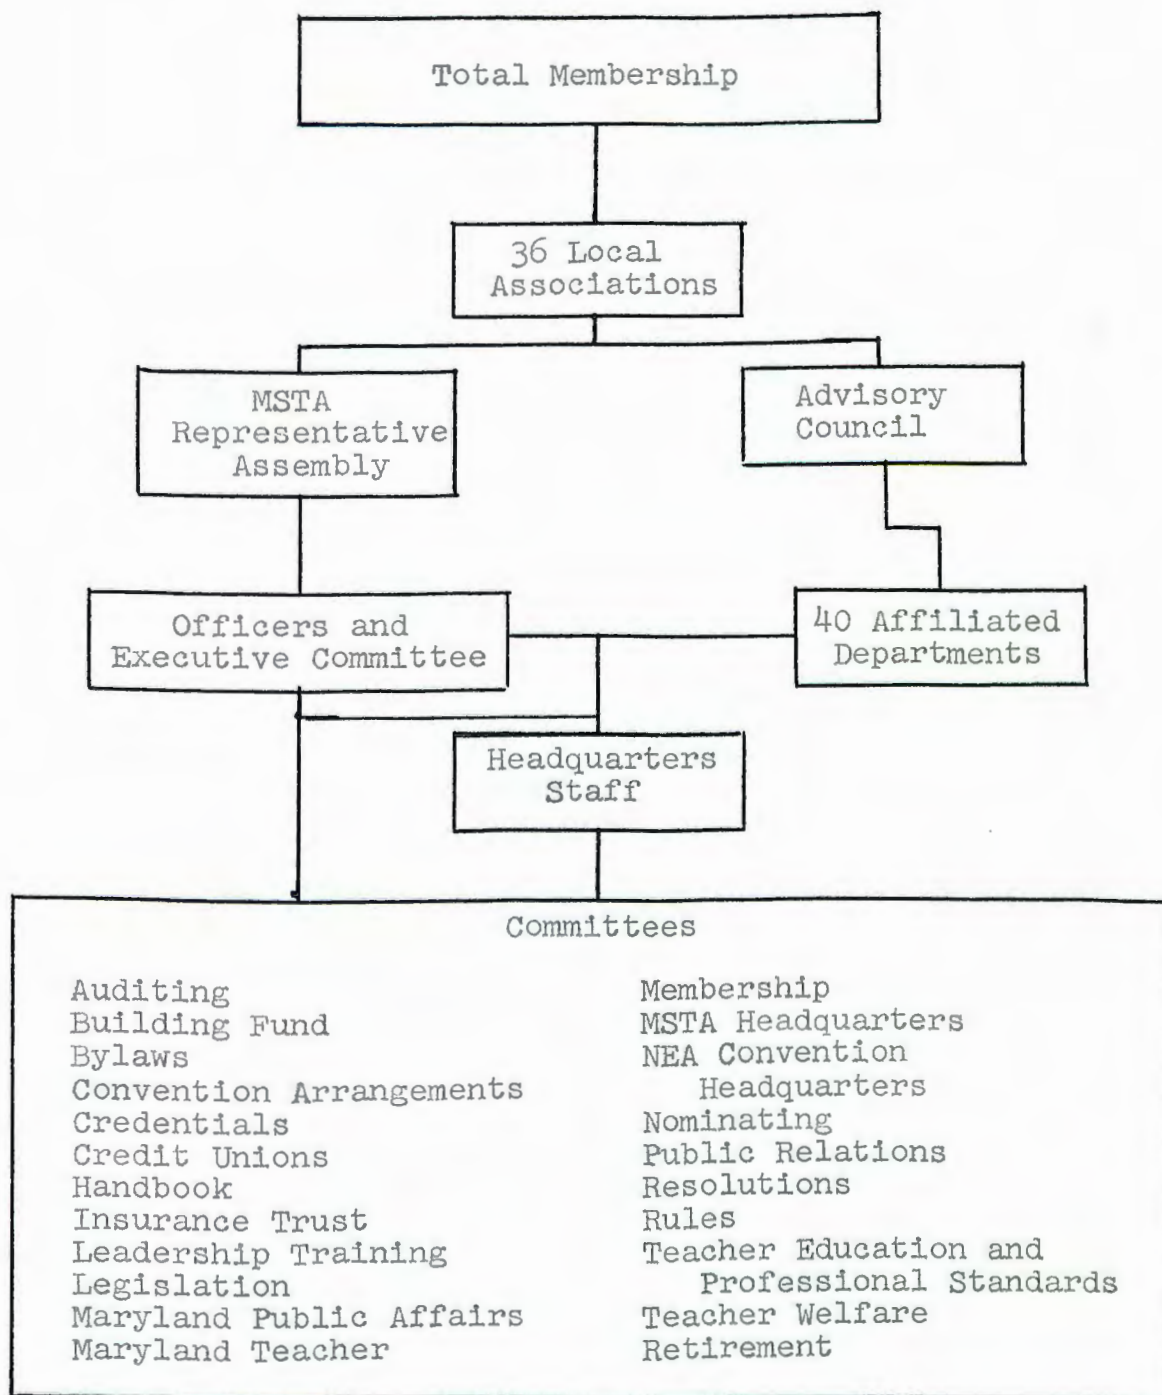 Total Membership
36 Local
Associations
MSTA
Representative
Assembly
Advisory
Council
Officers and
Executive Committee
40 Affiliated
Departments
Headquarters
Staff
Committees
Auditing
Building Fund
Bylaws
Convention Arrangements
Credentials
Credit Unions
Handbook
Insurance Trust
Leadership Training
Legislation
Maryland Public Affairs
Maryland Teacher
Membership
MSTA Headquarters
NEA Convention
Headquarters
Nominating
Public Relations
Resolutions
Rules
Teacher Education and
Professional Standards
Teacher Welfare
Retirement